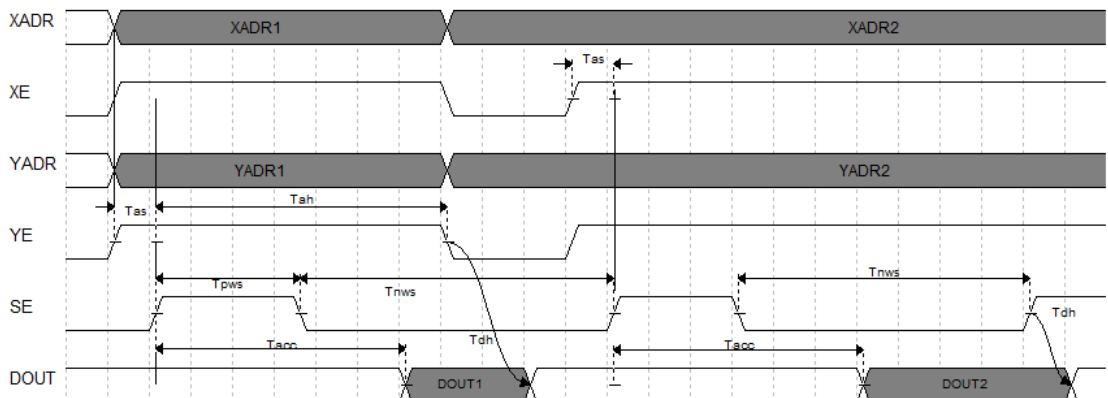 XADR
XADR1
XADR2
Tas
XE
YADR
YADR1
YADR2
Tas
Tah
YE
Tpws
Tnws
Tnws
SE
Tacc
Tdh
Tacc
Tdh
DOUT
DOUT1
DOUT2